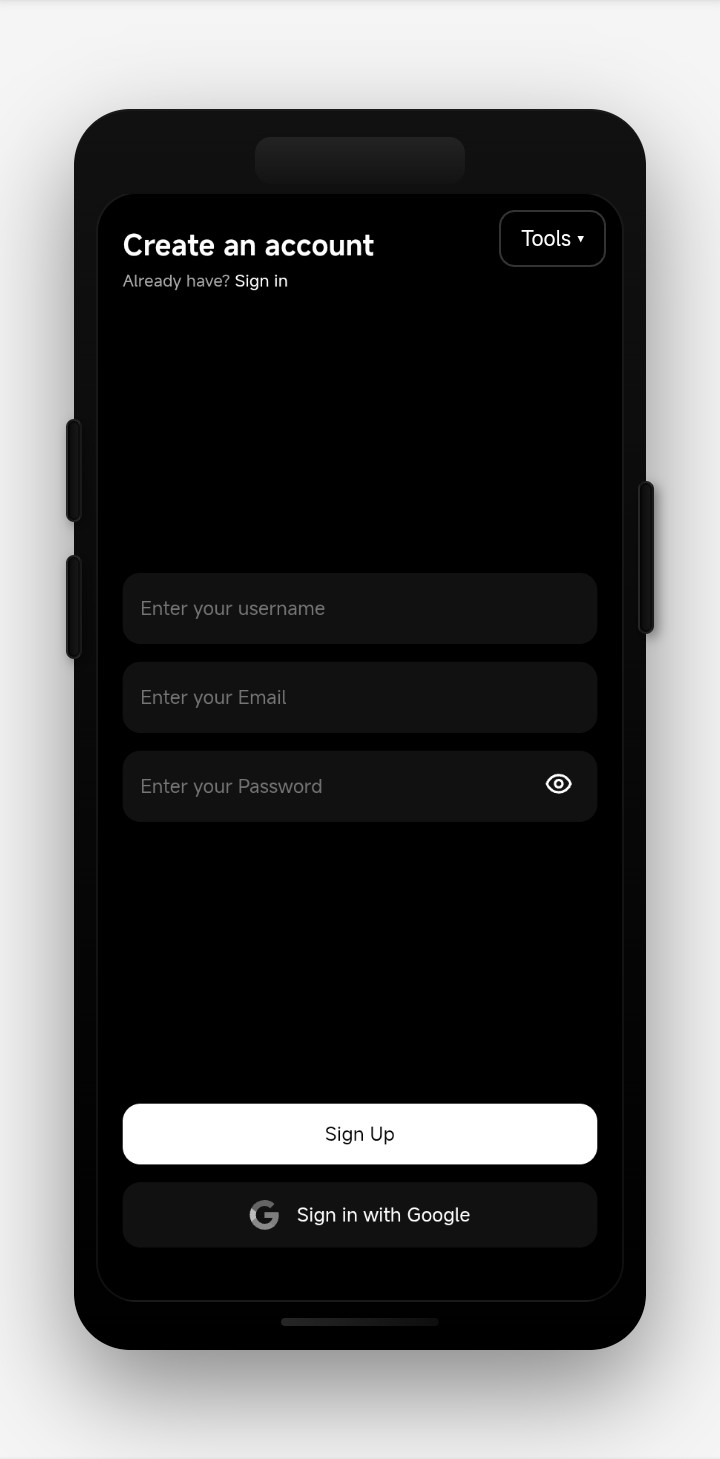 Create an account
Tools ▾
Already have? Sign in
Enter your username
Enter your Email
Enter your Password
Sign Up
Sign in with Google